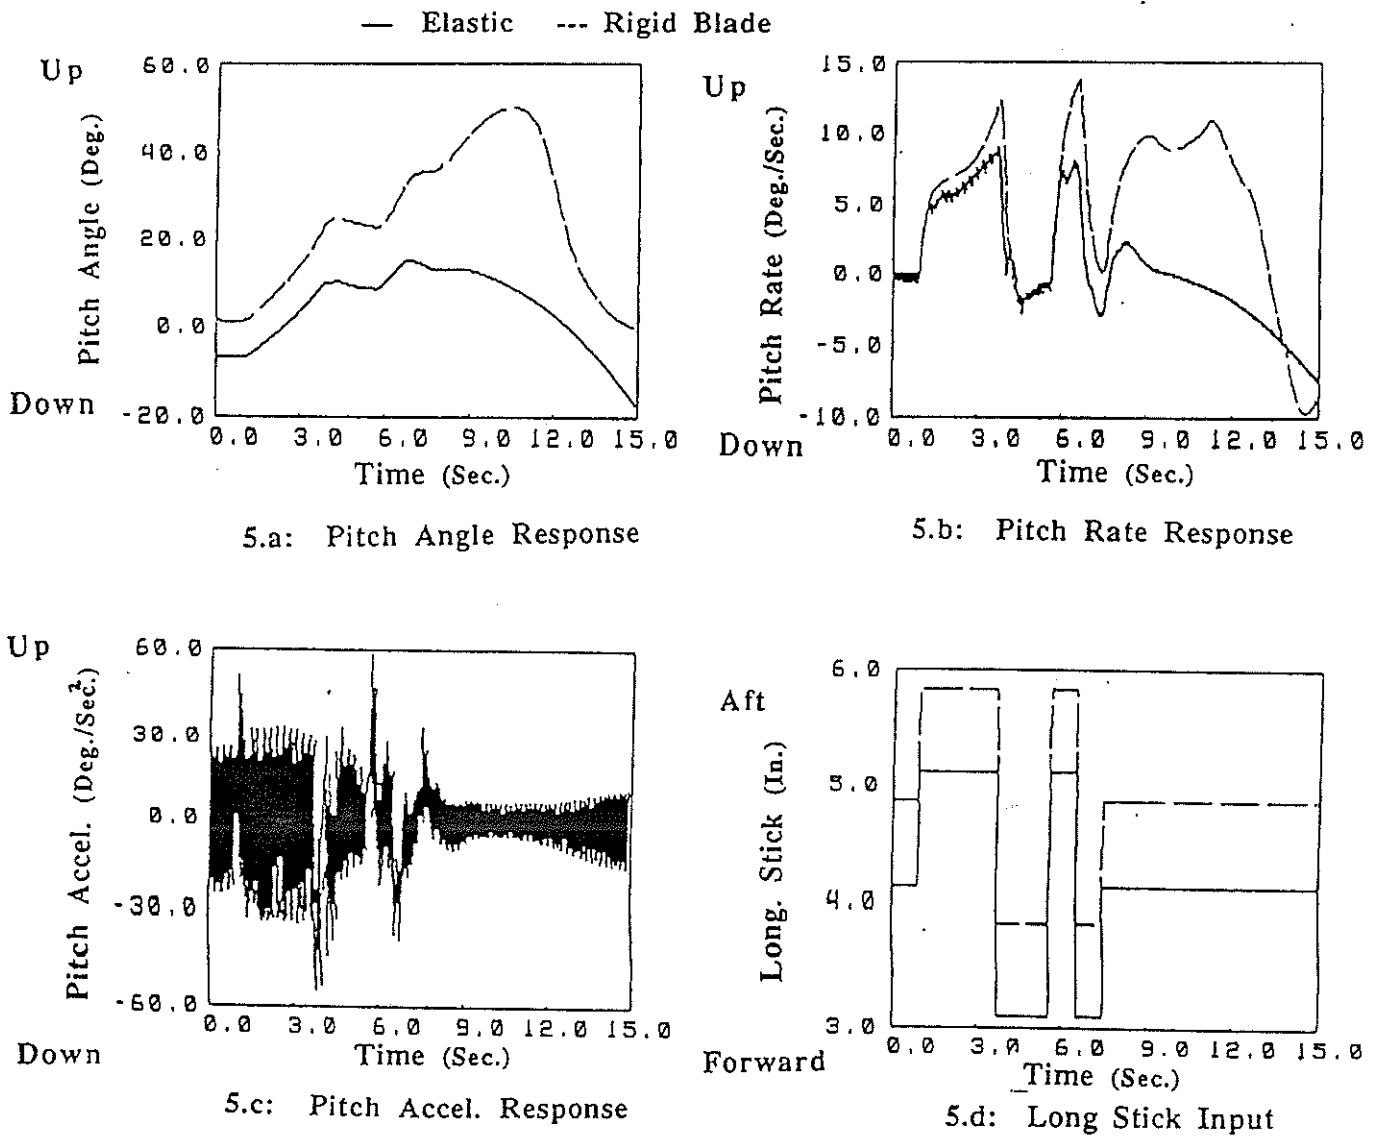 — Elastic --- Rigid Blade
Up
60.0
40.0
20.0
0.0
-20.0
Pitch Angle (Deg.)
Down
0.0 3.0 6.0 9.0 12.0 15.0
Time (Sec.)
5.a: Pitch Angle Response
Up
15.0
10.0
5.0
0.0
-5.0
-10.0
Pitch Rate (Deg./Sec.)
Down
0.0 3.0 6.0 9.0 12.0 15.0
Time (Sec.)
5.b: Pitch Rate Response
Up
60.0
30.0
0.0
-30.0
-60.0
Pitch Accel. (Deg./Sec.²)
Down
0.0 3.0 6.0 9.0 12.0 15.0
Time (Sec.)
5.c: Pitch Accel. Response
Aft
6.0
5.0
4.0
3.0
Long. Stick (In.)
Forward
0.0 3.0 6.0 9.0 12.0 15.0
Time (Sec.)
5.d: Long Stick Input